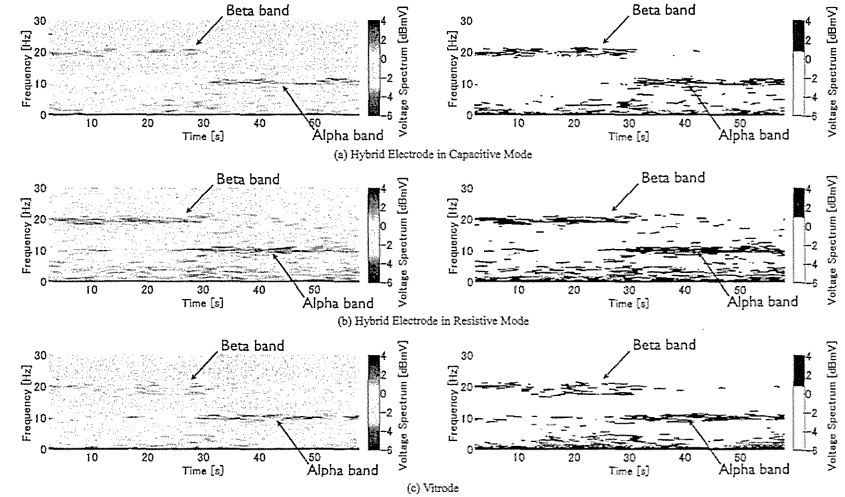 Beta band
Beta band
30
20
10
0
Frequency [Hz]
10 20 30 40 50
Time [s]
Alpha band
4
2
0
-2
-4
-6
Voltage Spectrum [dBmV]
30
20
10
0
Frequency [Hz]
10 20 30 40 50
Time [s]
Alpha band
4
2
0
-2
-4
-6
Voltage Spectrum [dBmV]
(a) Hybrid Electrode in Capacitive Mode
Beta band
Beta band
30
20
10
0
Frequency [Hz]
10 20 30 40 50
Time [s]
Alpha band
4
2
0
-2
-4
-6
Voltage Spectrum [dBmV]
30
20
10
0
Frequency [Hz]
10 20 30 40 50
Time [s]
Alpha band
4
2
0
-2
-4
-6
Voltage Spectrum [dBmV]
(b) Hybrid Electrode in Resistive Mode
Beta band
Beta band
30
20
10
0
Frequency [Hz]
10 20 30 40 50
Time [s]
Alpha band
4
2
0
-2
-4
-6
Voltage Spectrum [dBmV]
30
20
10
0
Frequency [Hz]
10 20 30 40 50
Time [s]
Alpha band
4
2
0
-2
-4
-6
Voltage Spectrum [dBmV]
(c) Vitrode